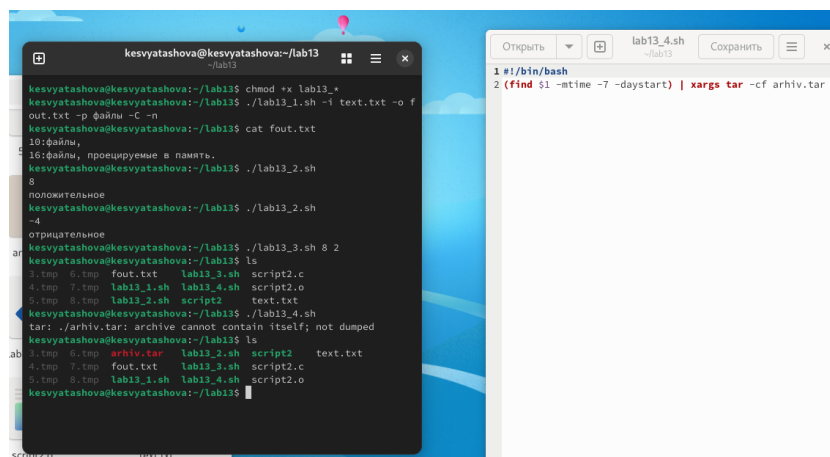 kesvyatashova@kesvyatashova:~/lab13
~/lab13
kesvyatashova@kesvyatashova:~/lab13$ chmod +x lab13_*
kesvyatashova@kesvyatashova:~/lab13$ ./lab13_1.sh -i text.txt -o f
out.txt -p файлы -C -n
kesvyatashova@kesvyatashova:~/lab13$ cat fout.txt
10:файлы,
16:файлы, проецируемые в память.
kesvyatashova@kesvyatashova:~/lab13$ ./lab13_2.sh
8
положительное
kesvyatashova@kesvyatashova:~/lab13$ ./lab13_2.sh
-4
отрицательное
kesvyatashova@kesvyatashova:~/lab13$ ./lab13_3.sh 8 2
kesvyatashova@kesvyatashova:~/lab13$ ls
3.tmp 6.tmp fout.txt lab13_3.sh script2.c
4.tmp 7.tmp lab13_1.sh lab13_4.sh script2.o
5.tmp 8.tmp lab13_2.sh script2 text.txt
kesvyatashova@kesvyatashova:~/lab13$ ./lab13_4.sh
tar: ./arhiv.tar: archive cannot contain itself; not dumped
kesvyatashova@kesvyatashova:~/lab13$ ls
3.tmp 6.tmp arhiv.tar lab13_2.sh script2 text.txt
4.tmp 7.tmp fout.txt lab13_3.sh script2.c
5.tmp 8.tmp lab13_1.sh lab13_4.sh script2.o
kesvyatashova@kesvyatashova:~/lab13$
Открыть
lab13_4.sh
~/lab13
Сохранить
1 #!/bin/bash
2 (find $1 -mtime -7 -daystart) | xargs tar -cf arhiv.tar